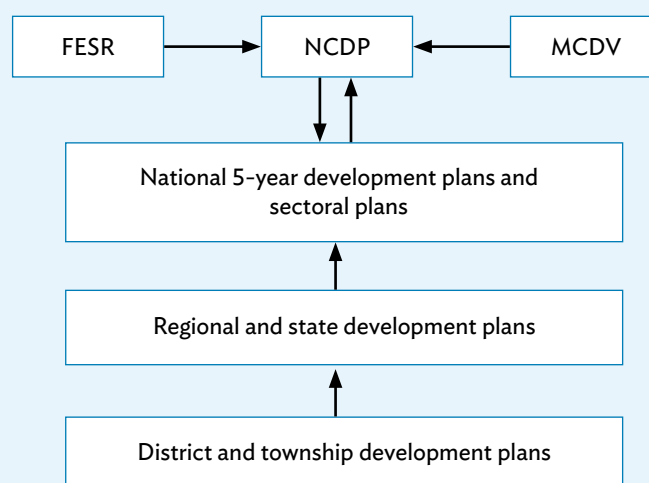 FESR
NCDP
MCDV
National 5-year development plans and
sectoral plans
Regional and state development plans
District and township development plans